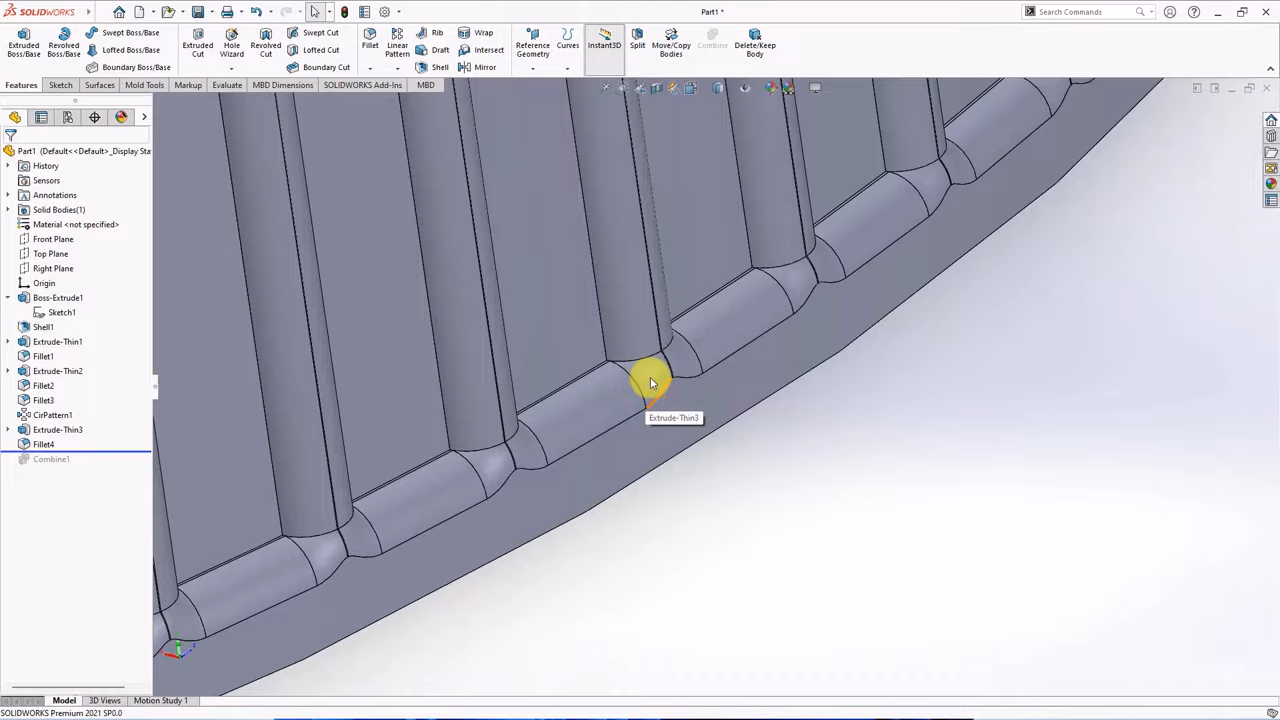 SOLIDWORKS
Part1 *
Search Commands
Extruded Boss/Base
Revolved Boss/Base
Swept Boss/Base
Lofted Boss/Base
Boundary Boss/Base
Extruded Cut
Hole Wizard
Revolved Cut
Swept Cut
Lofted Cut
Boundary Cut
Fillet
Linear Pattern
Rib
Draft
Shell
Wrap
Intersect
Mirror
Reference Geometry
Curves
Instant3D
Split
Move/Copy Bodies
Combine
Delete/Keep Body
Features
Sketch
Surfaces
Mold Tools
Markup
Evaluate
MBD Dimensions
SOLIDWORKS Add-Ins
MBD
Part1 (Default<<Default>_Display Sta
History
Sensors
Annotations
Solid Bodies(1)
Material <not specified>
Front Plane
Top Plane
Right Plane
Origin
Boss-Extrude1
Sketch1
Shell1
Extrude-Thin1
Fillet1
Extrude-Thin2
Fillet2
Fillet3
CirPattern1
Extrude-Thin3
Fillet4
Combine1
Extrude-Thin3
Model
3D Views
Motion Study 1
SOLIDWORKS Premium 2021 SP0.0